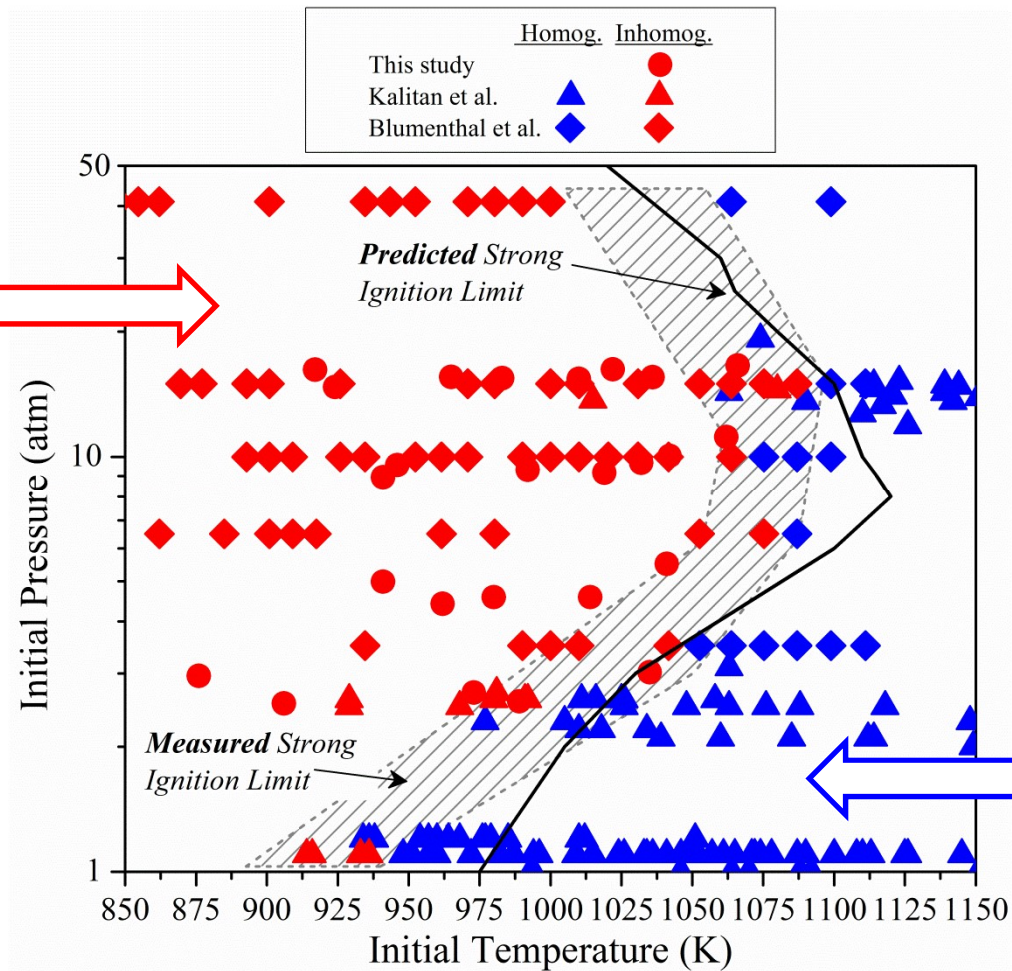 Homog. Inhomog.
This study
Kalitan et al.
Blumenthal et al.
50
Predicted Strong
Ignition Limit
10
Initial Pressure (atm)
Measured Strong
Ignition Limit
1
850 875 900 925 950 975 1000 1025 1050 1075 1100 1125 1150
Initial Temperature (K)